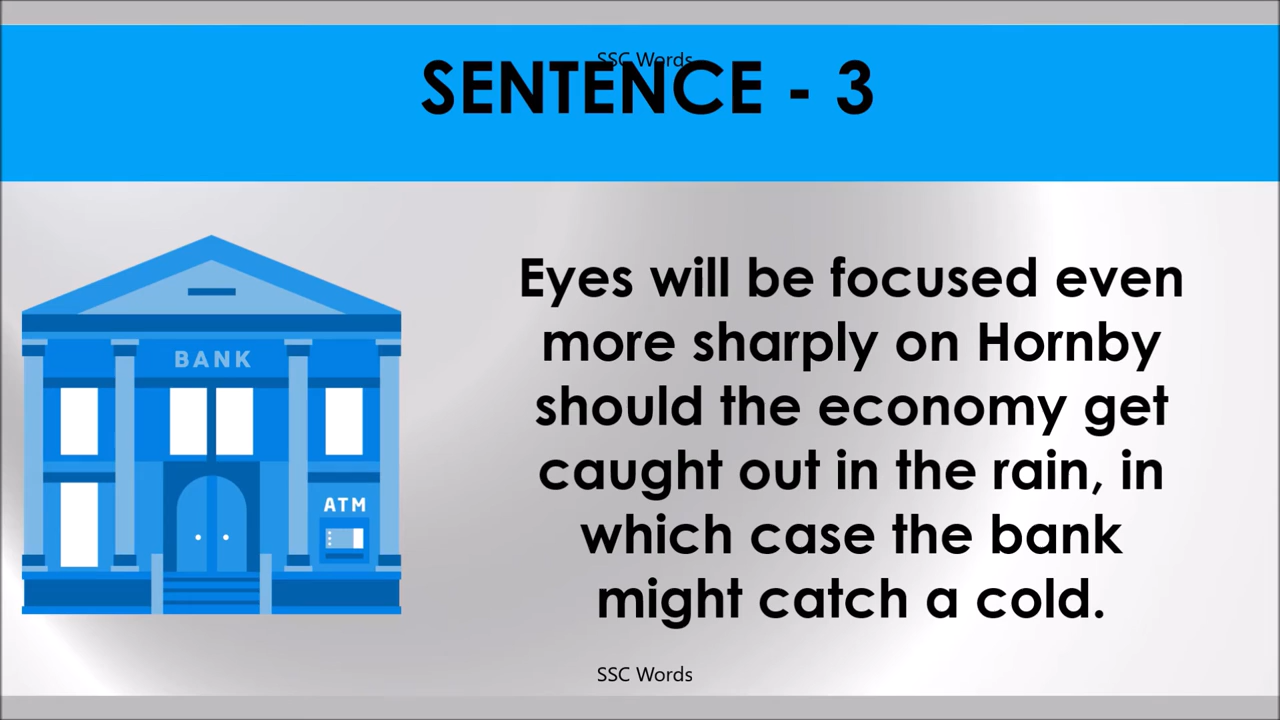 SSC Words
SENTENCE - 3
BANK
ATM
Eyes will be focused even
more sharply on Hornby
should the economy get
caught out in the rain, in
which case the bank
might catch a cold.
SSC Words